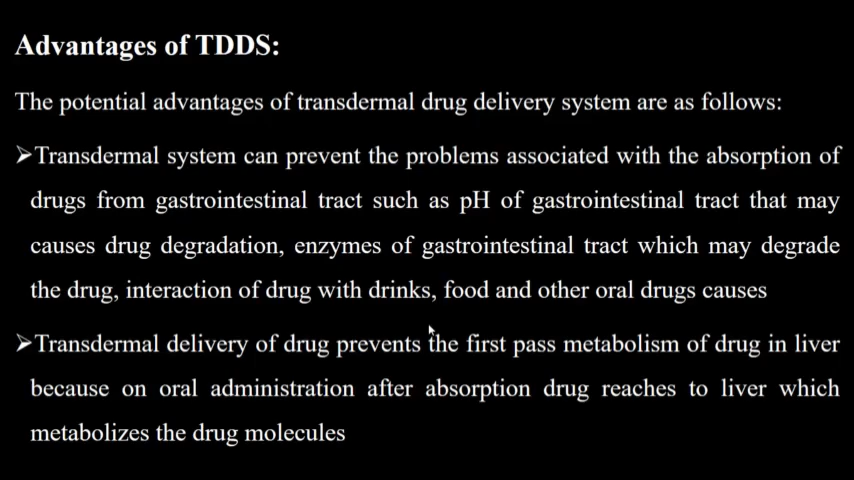 Advantages of TDDS:
The potential advantages of transdermal drug delivery system are as follows:
➢Transdermal system can prevent the problems associated with the absorption of
drugs from gastrointestinal tract such as pH of gastrointestinal tract that may
causes drug degradation, enzymes of gastrointestinal tract which may degrade
the drug, interaction of drug with drinks, food and other oral drugs causes
➢Transdermal delivery of drug prevents the first pass metabolism of drug in liver
because on oral administration after absorption drug reaches to liver which
metabolizes the drug molecules